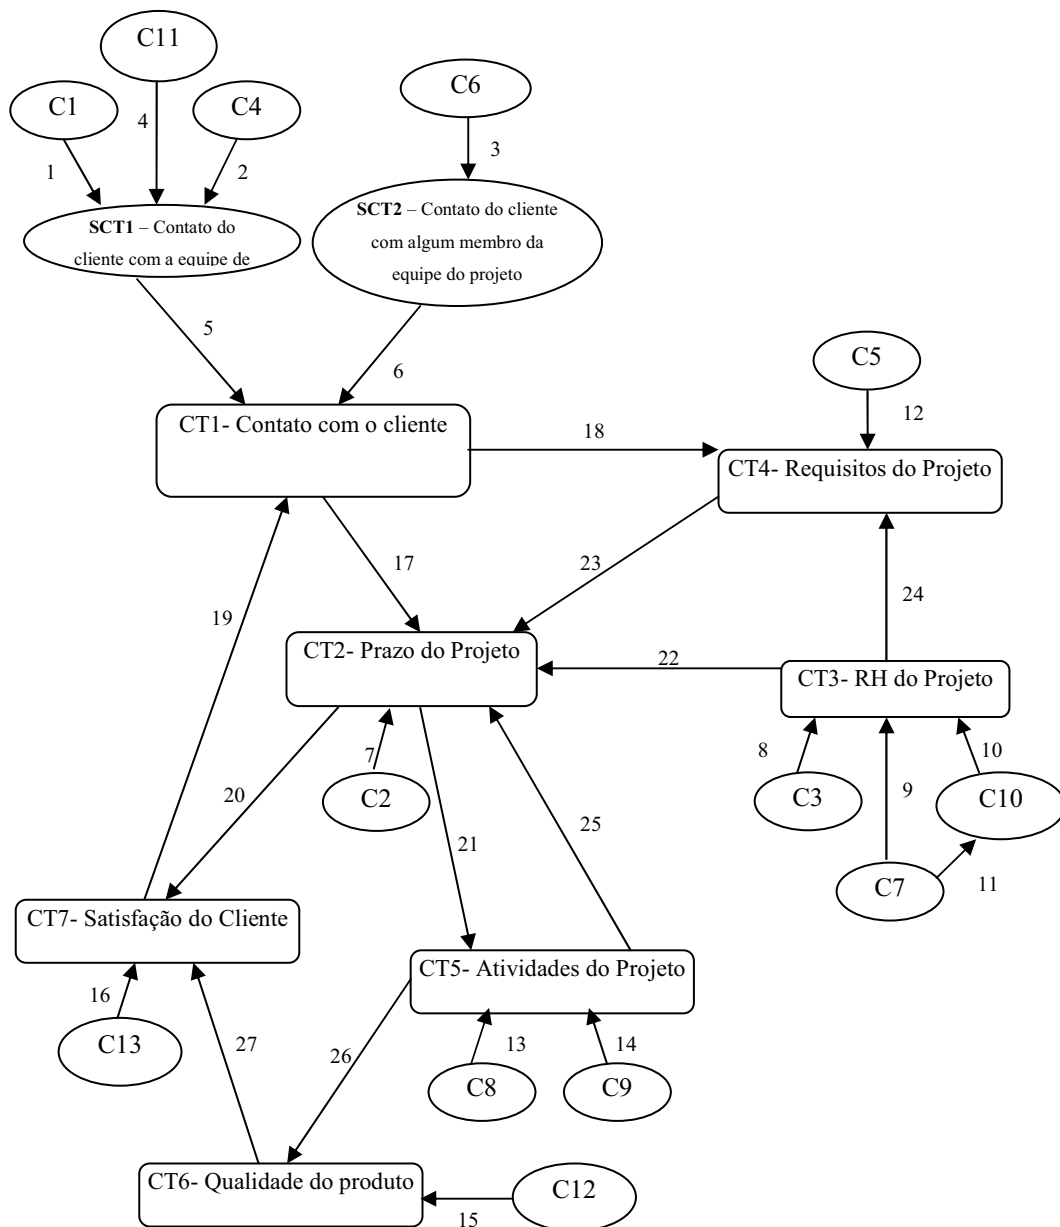 C11
C1
C4
C6
4
1
2
3
SCT1 – Contato do
cliente com a equipe de
SCT2 – Contato do cliente
com algum membro da
equipe do projeto
5
6
C5
12
CT1- Contato com o cliente
18
CT4- Requisitos do Projeto
17
23
19
24
CT2- Prazo do Projeto
22
CT3- RH do Projeto
7
8
9
10
C2
C3
C10
20
21
25
C7
11
CT7- Satisfação do Cliente
CT5- Atividades do Projeto
16
C13
27
26
13
14
C8
C9
CT6- Qualidade do produto
15
C12